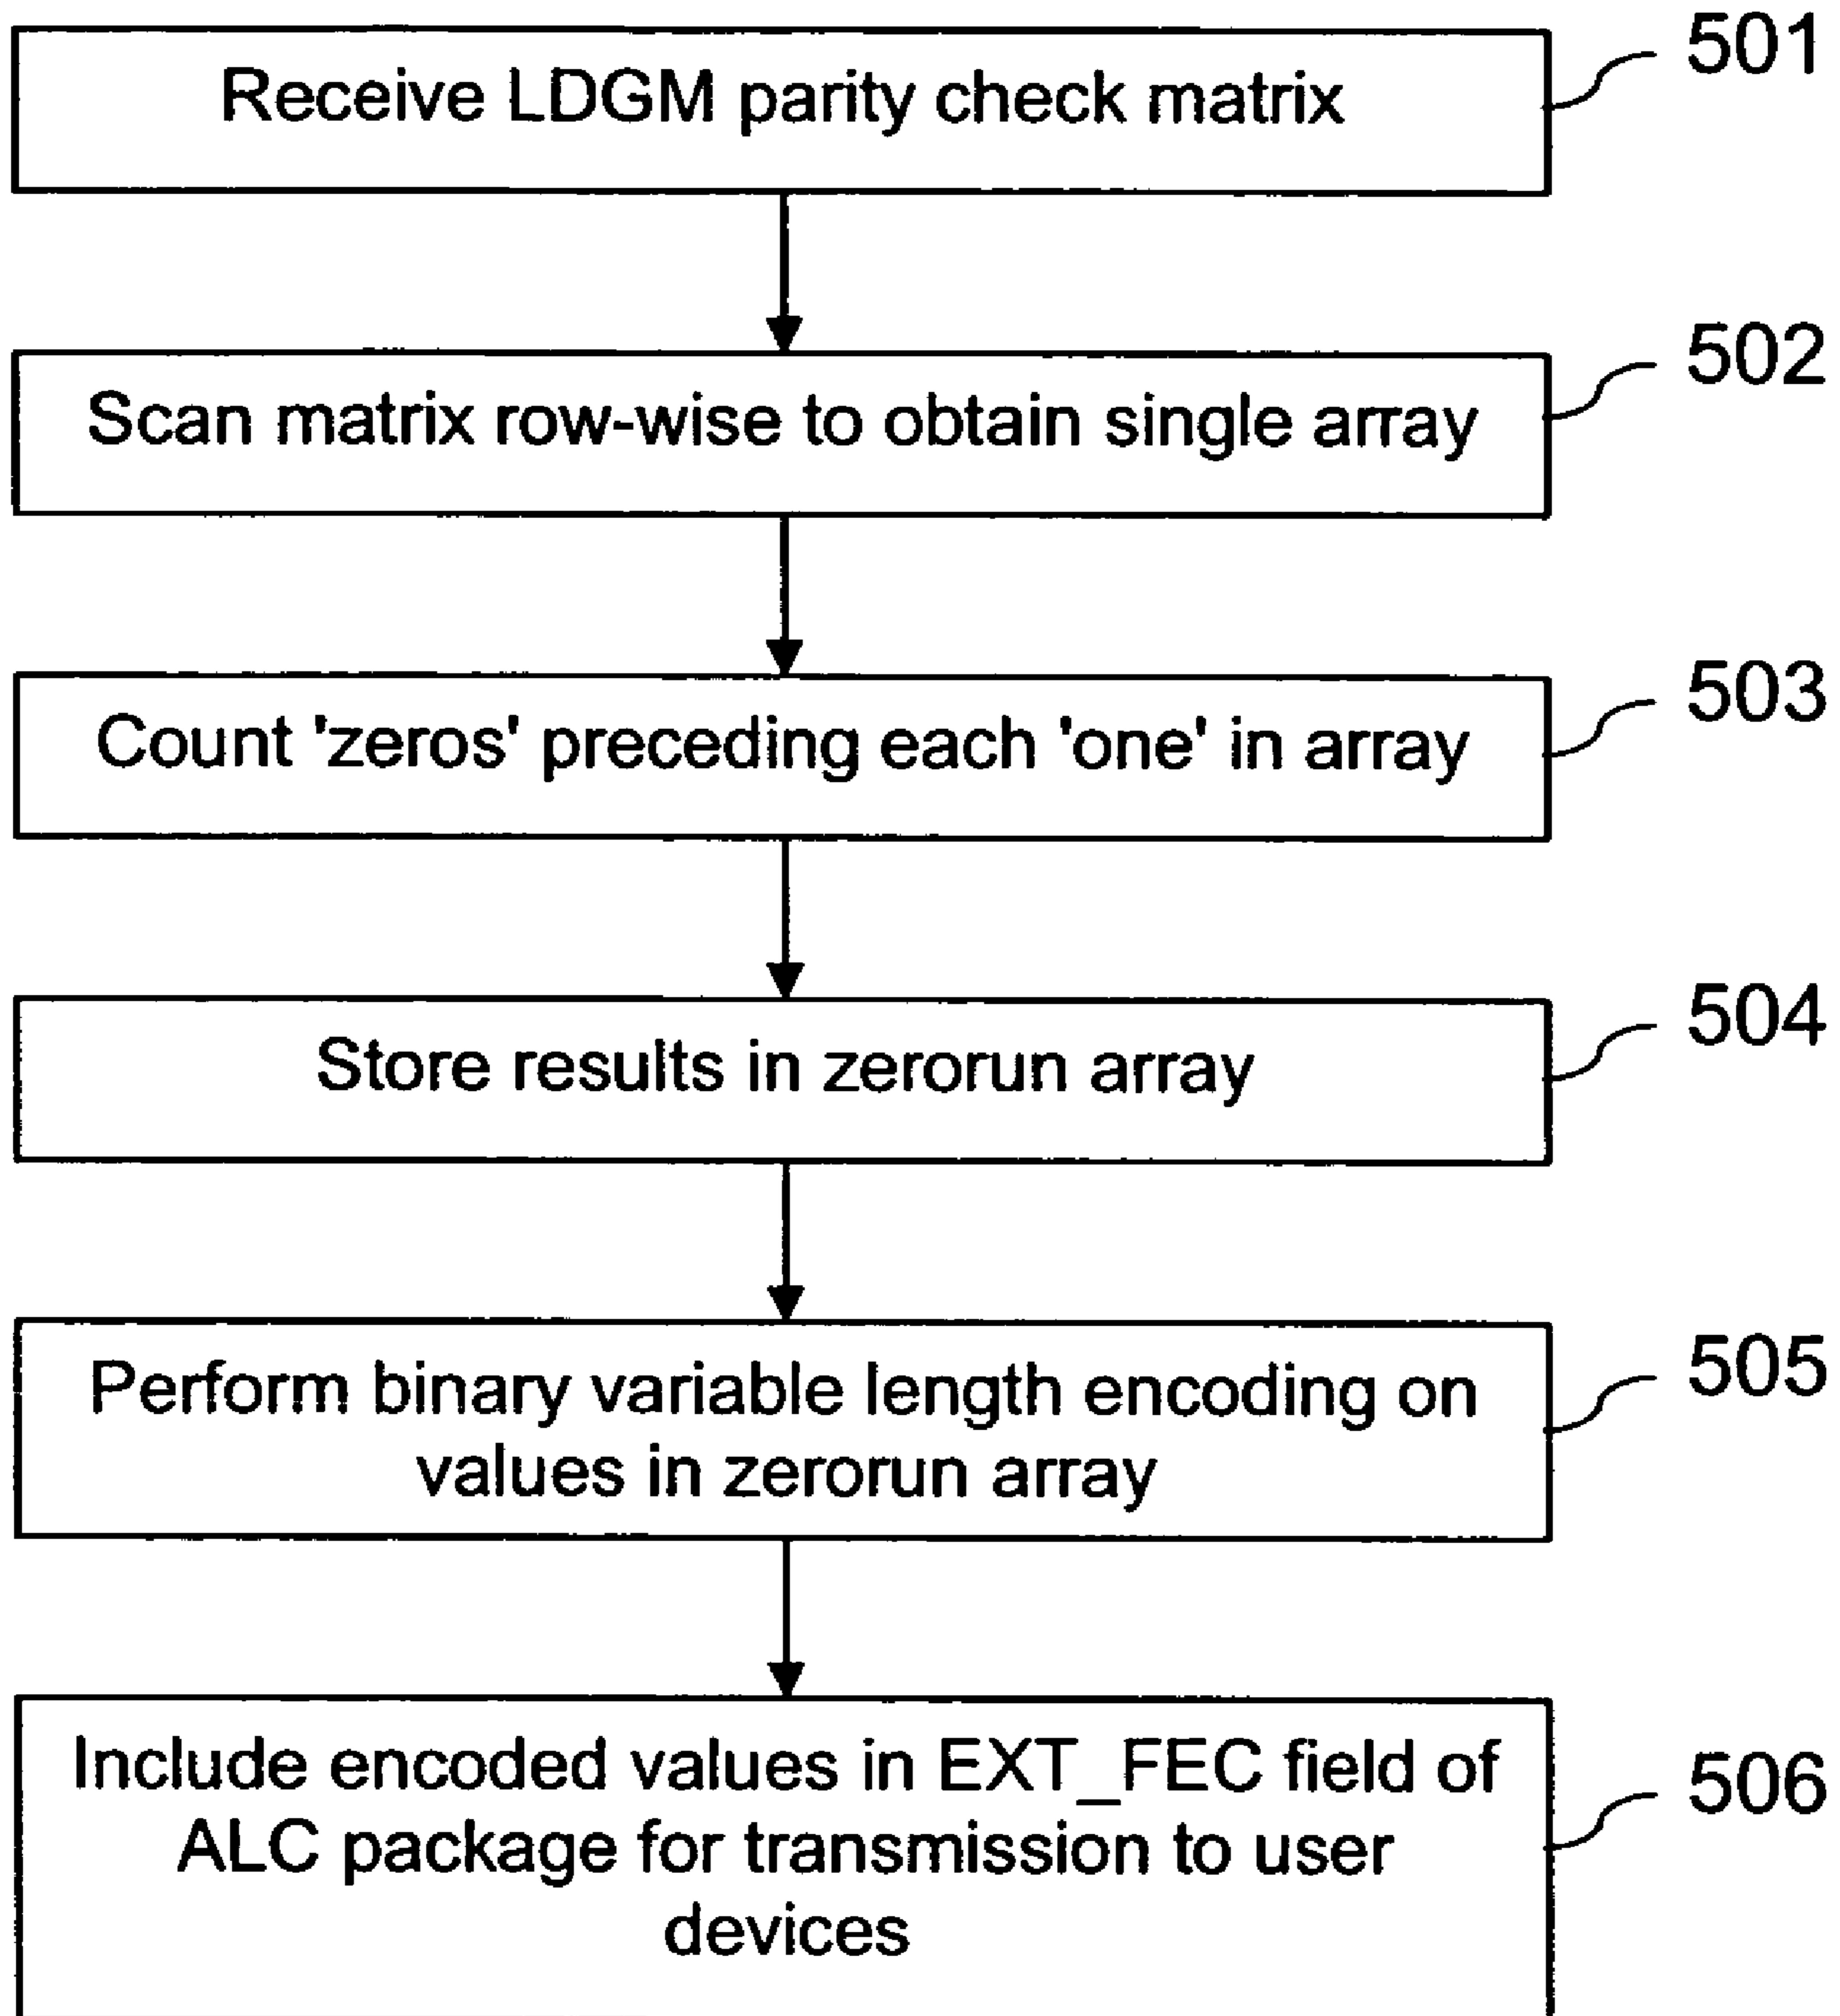 Receive LDGM parity check matrix
501
Scan matrix row-wise to obtain single array
502
Count 'zeros' preceding each 'one' in array
503
Store results in zerorun array
504
Perform binary variable length encoding on
values in zerorun array
505
Include encoded values in EXT_FEC field of
ALC package for transmission to user
devices
506